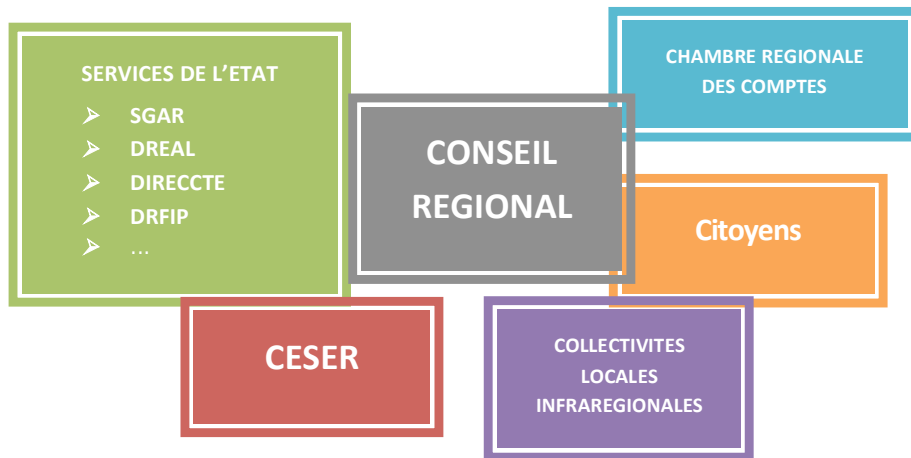 SERVICES DE L'ETAT
➢ SGAR
➢ DREAL
➢ DIRECCTE
➢ DRFIP
➢ ...
CONSEIL
REGIONAL
CHAMBRE REGIONALE
DES COMPTES
Citoyens
CESER
COLLECTIVITES
LOCALES
INFRAREGIONALES